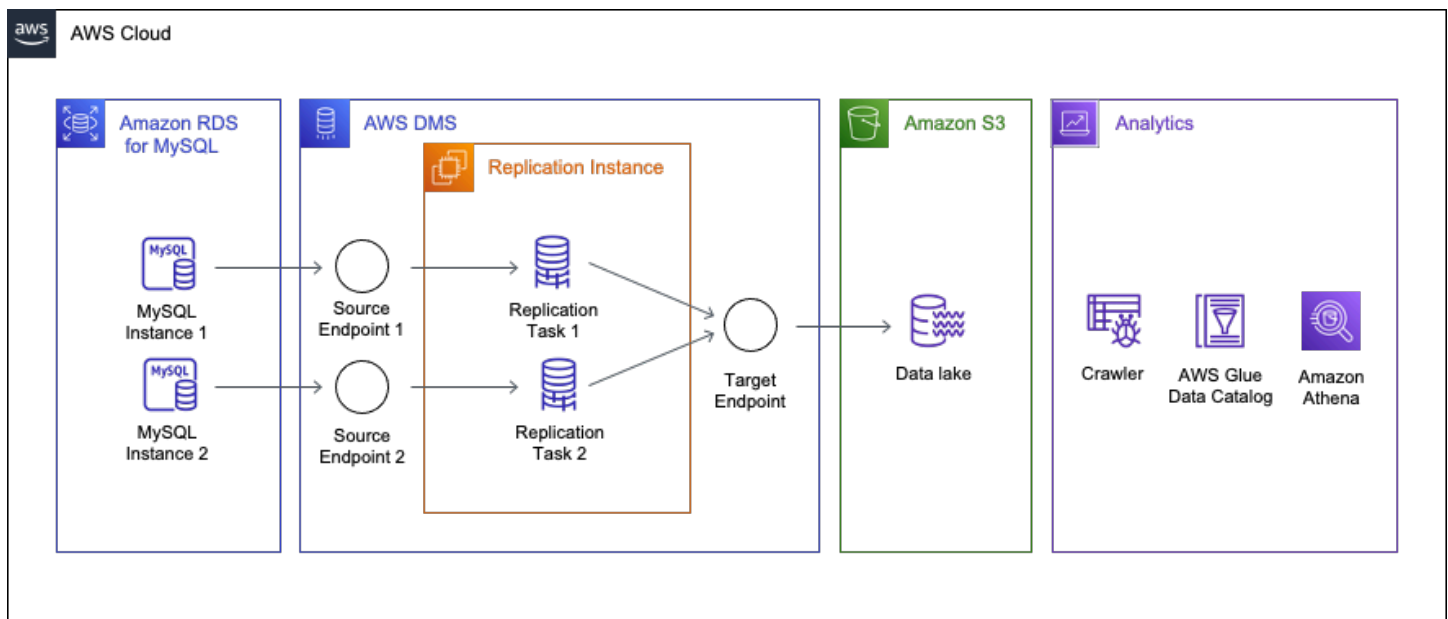 aws
AWS Cloud
Amazon RDS
for MySQL
AWS DMS
Replication Instance
Amazon S3
Analytics
MySQL
MySQL
Instance 1
Source
Endpoint 1
Replication
Task 1
MySQL
MySQL
Instance 2
Source
Endpoint 2
Replication
Task 2
Target
Endpoint
Data lake
Crawler
AWS Glue
Data Catalog
Amazon
Athena